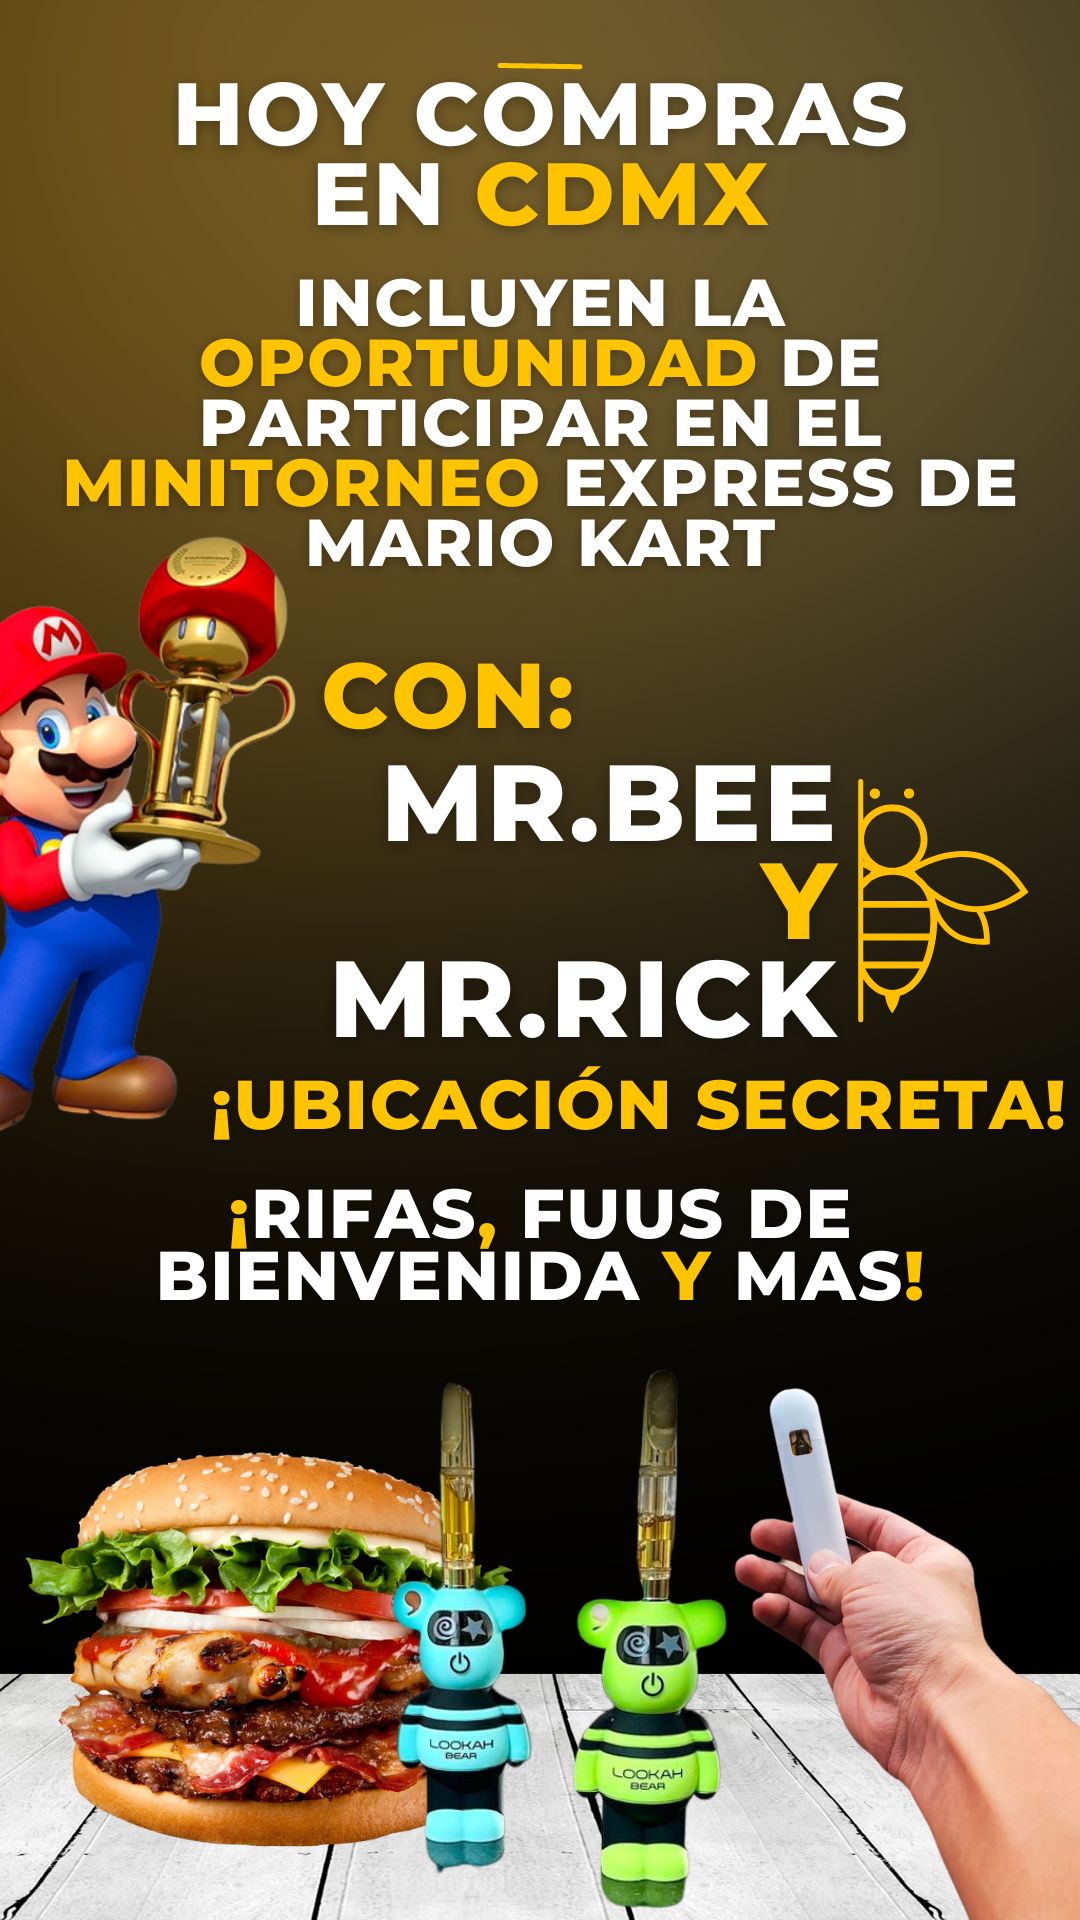 HOY COMPRAS
EN CDMX
INCLUYEN LA
OPORTUNIDAD DE
PARTICIPAR EN EL
MINITORNEO EXPRESS DE
MARIO KART
M
CON:
MR.BEE
Y
MR.RICK
¡UBICACIÓN SECRETA!
¡RIFAS, FUUS DE
BIENVENIDA Y MAS!
LOOKAH
BEAR
LOOKAH
BEAR